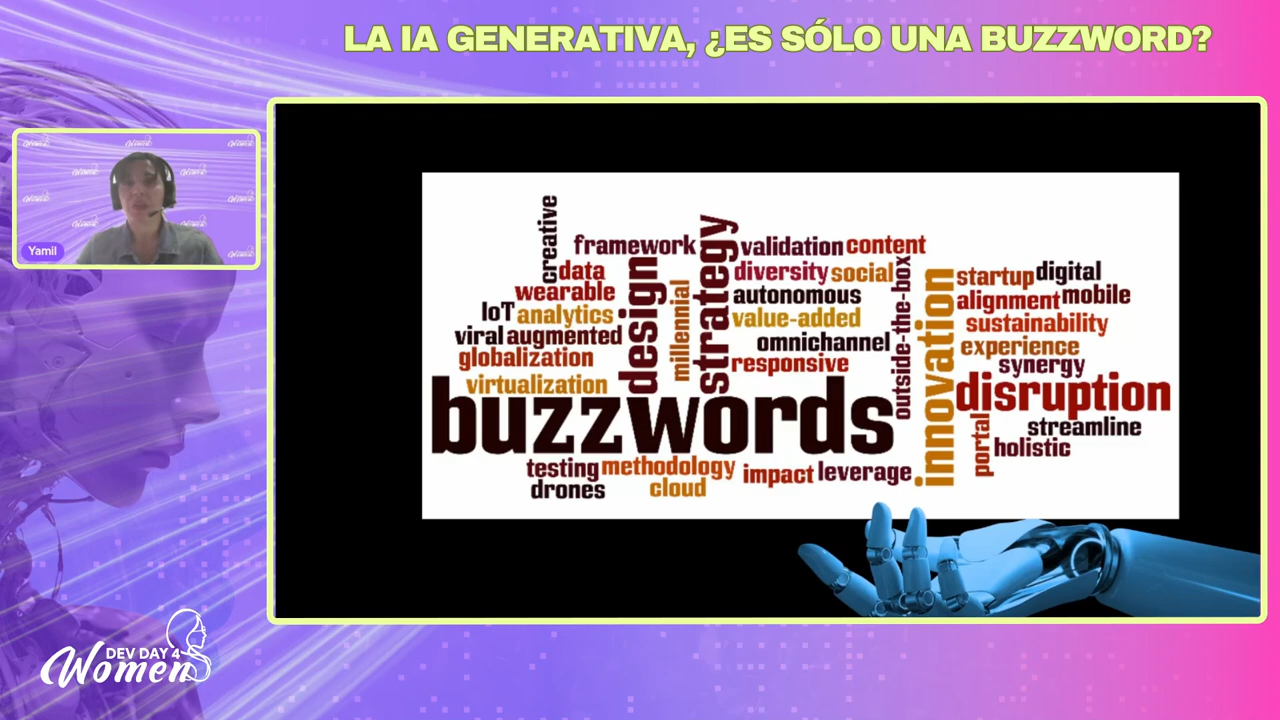 LA IA GENERATIVA, ¿ES SÓLO UNA BUZZWORD?
Yamil
creative
framework
strategy
validation
content
data
design
diversity
social
outside-the-box
innovation
startup
digital
wearable
millennial
autonomous
alignment
mobile
IoT
analytics
value-added
sustainability
viral
augmented
omnichannel
experience
globalization
responsive
synergy
virtualization
disruption
buzzwords
portal
streamline
holistic
testing
methodology
impact
leverage
drones
cloud
DEV DAY 4
Women